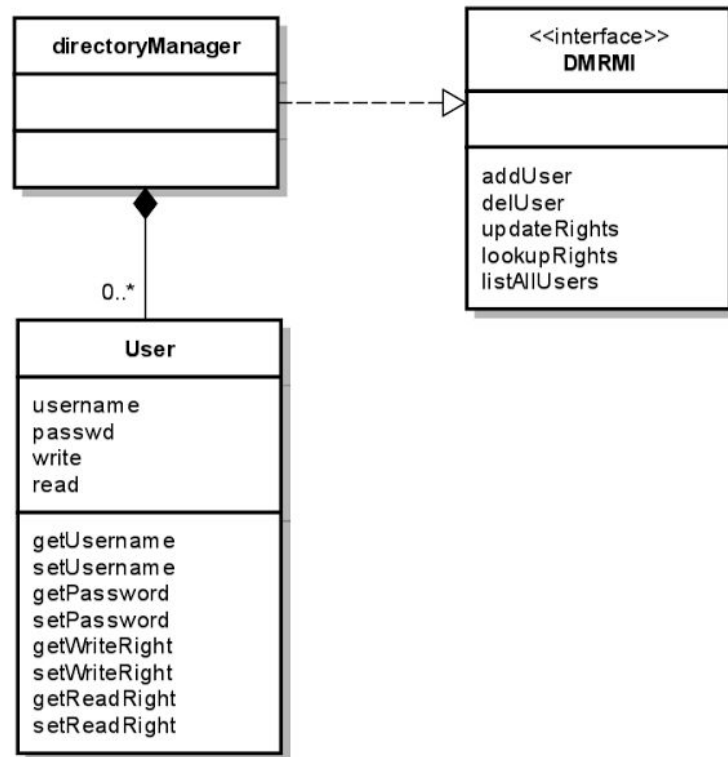 directoryManager
<<interface>>
DMRMI
addUser
delUser
updateRights
lookupRights
listAllUsers
0..*
User
username
passwd
write
read
getUsername
setUsername
getPassword
setPassword
getWriteRight
setWriteRight
getReadRight
setReadRight